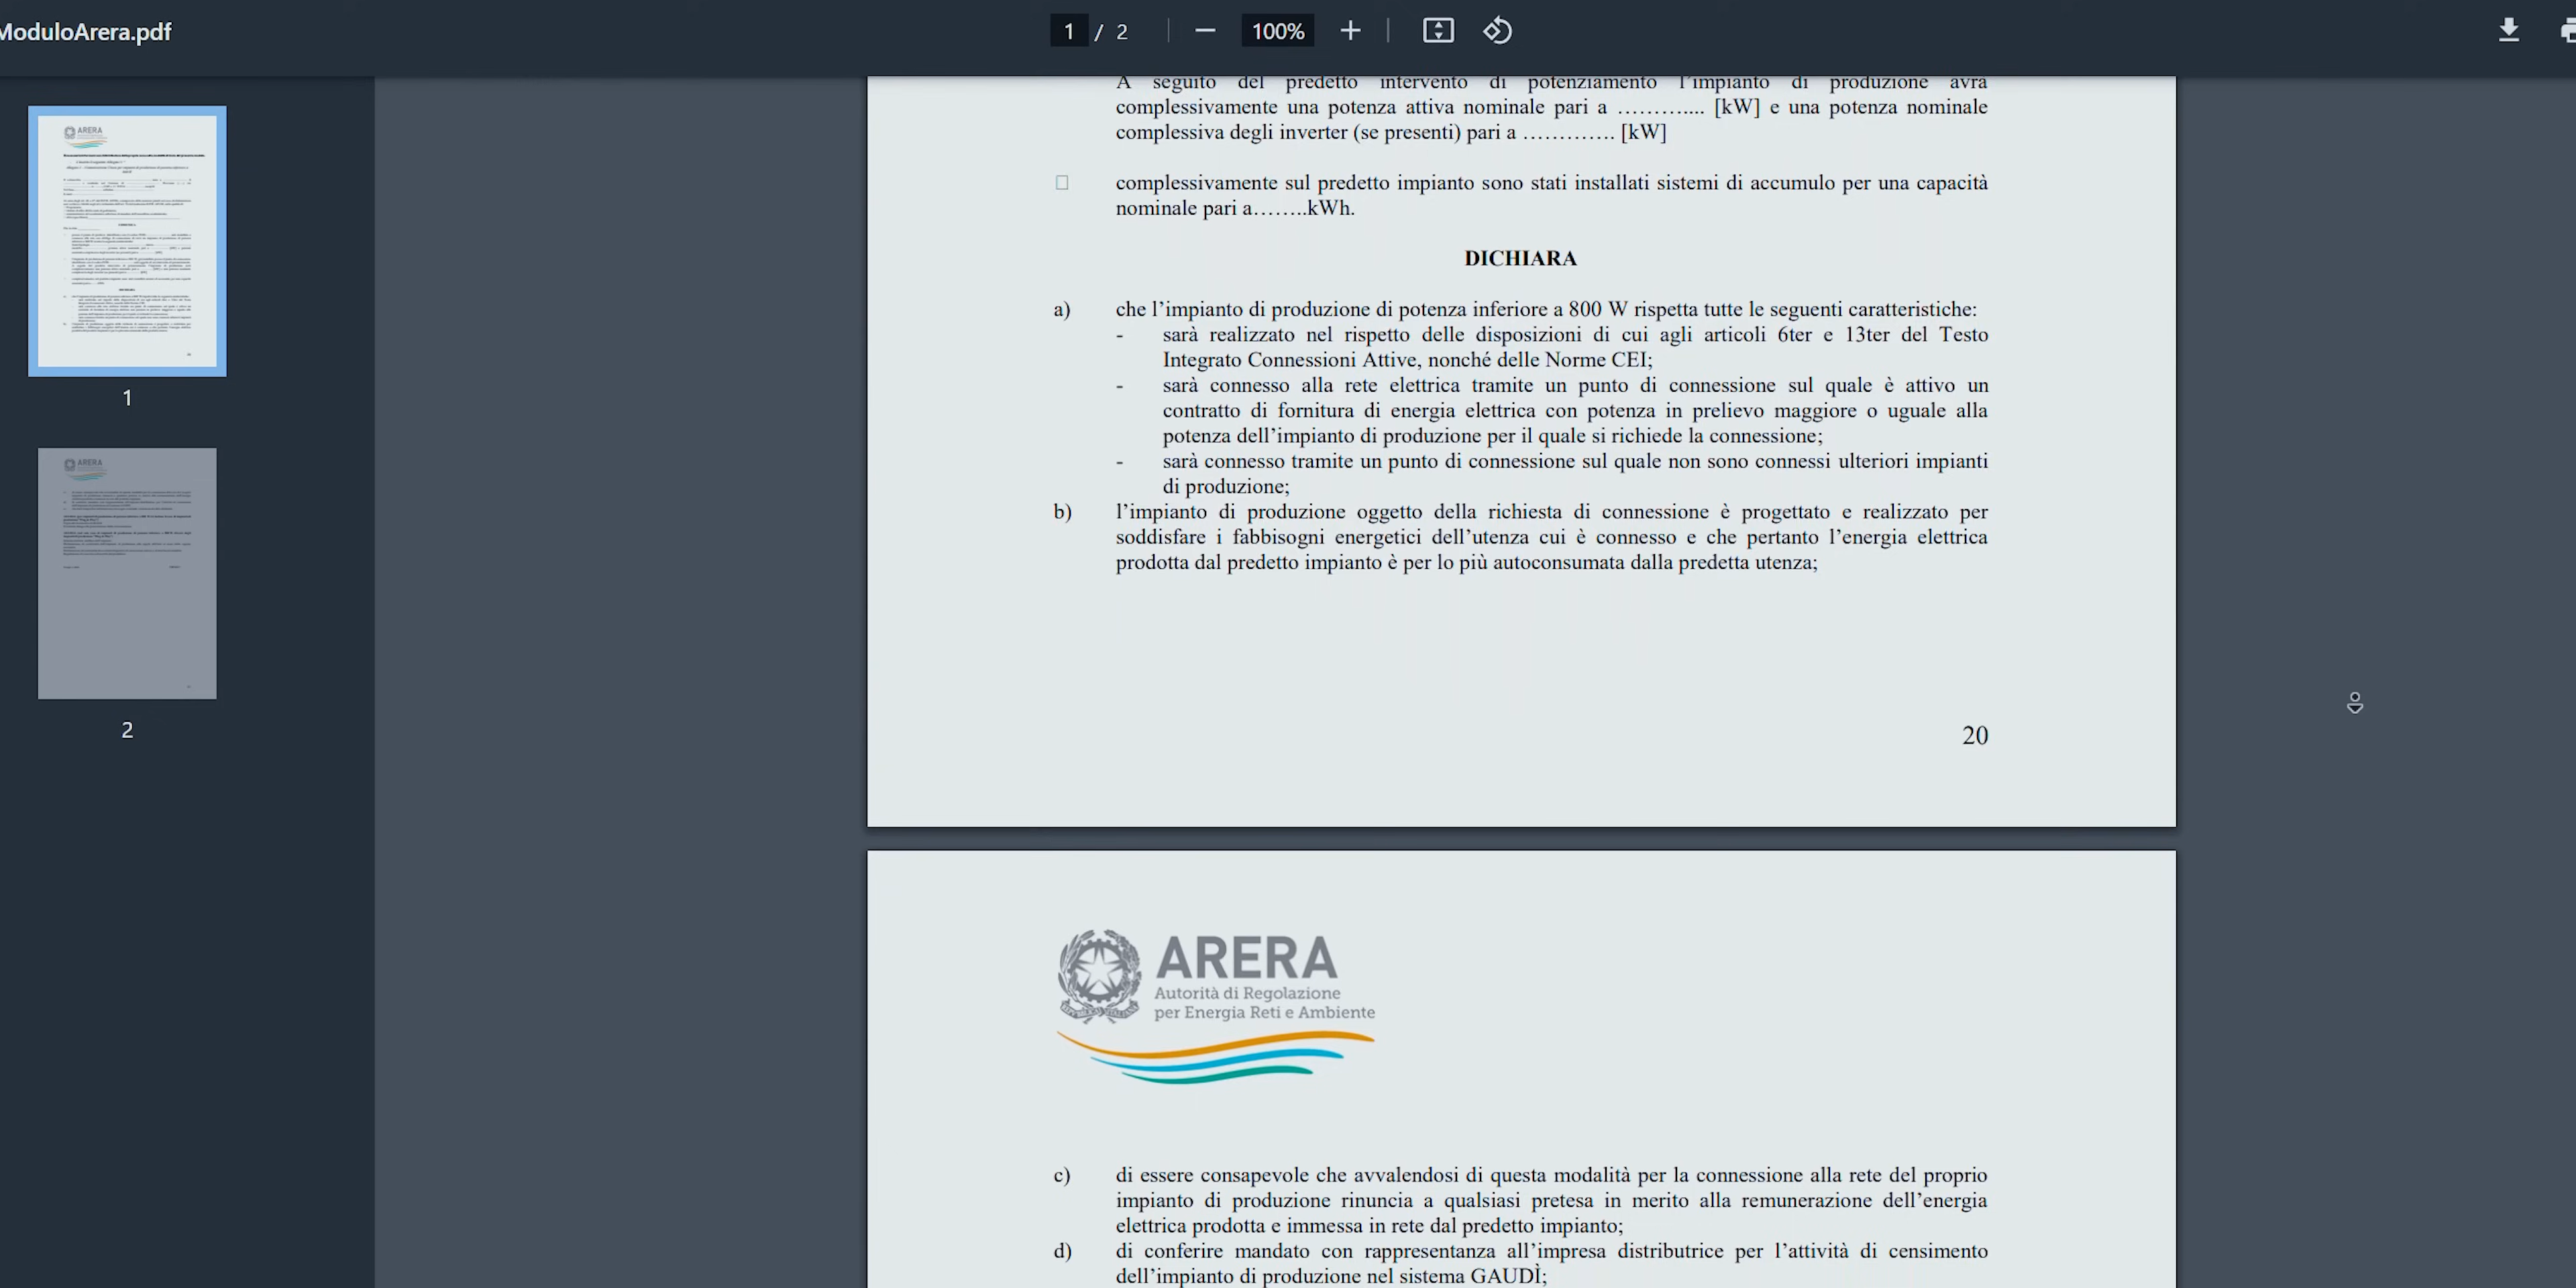 ModuloArera.pdf
1 / 2
100%
1
2
A seguito del predetto intervento di potenziamento l’impianto di produzione avrà
complessivamente una potenza attiva nominale pari a ……….... [kW] e una potenza nominale
complessiva degli inverter (se presenti) pari a …………. [kW]
□ complessivamente sul predetto impianto sono stati installati sistemi di accumulo per una capacità
nominale pari a……..kWh.
DICHIARA
a) che l’impianto di produzione di potenza inferiore a 800 W rispetta tutte le seguenti caratteristiche:
- sarà realizzato nel rispetto delle disposizioni di cui agli articoli 6ter e 13ter del Testo
Integrato Connessioni Attive, nonché delle Norme CEI;
- sarà connesso alla rete elettrica tramite un punto di connessione sul quale è attivo un
contratto di fornitura di energia elettrica con potenza in prelievo maggiore o uguale alla
potenza dell’impianto di produzione per il quale si richiede la connessione;
- sarà connesso tramite un punto di connessione sul quale non sono connessi ulteriori impianti
di produzione;
b) l’impianto di produzione oggetto della richiesta di connessione è progettato e realizzato per
soddisfare i fabbisogni energetici dell’utenza cui è connesso e che pertanto l’energia elettrica
prodotta dal predetto impianto è per lo più autoconsumata dalla predetta utenza;
20
ARERA
Autorità di Regolazione
per Energia Reti e Ambiente
c) di essere consapevole che avvalendosi di questa modalità per la connessione alla rete del proprio
impianto di produzione rinuncia a qualsiasi pretesa in merito alla remunerazione dell’energia
elettrica prodotta e immessa in rete dal predetto impianto;
d) di conferire mandato con rappresentanza all’impresa distributrice per l’attività di censimento
dell’impianto di produzione nel sistema GAUDÌ;